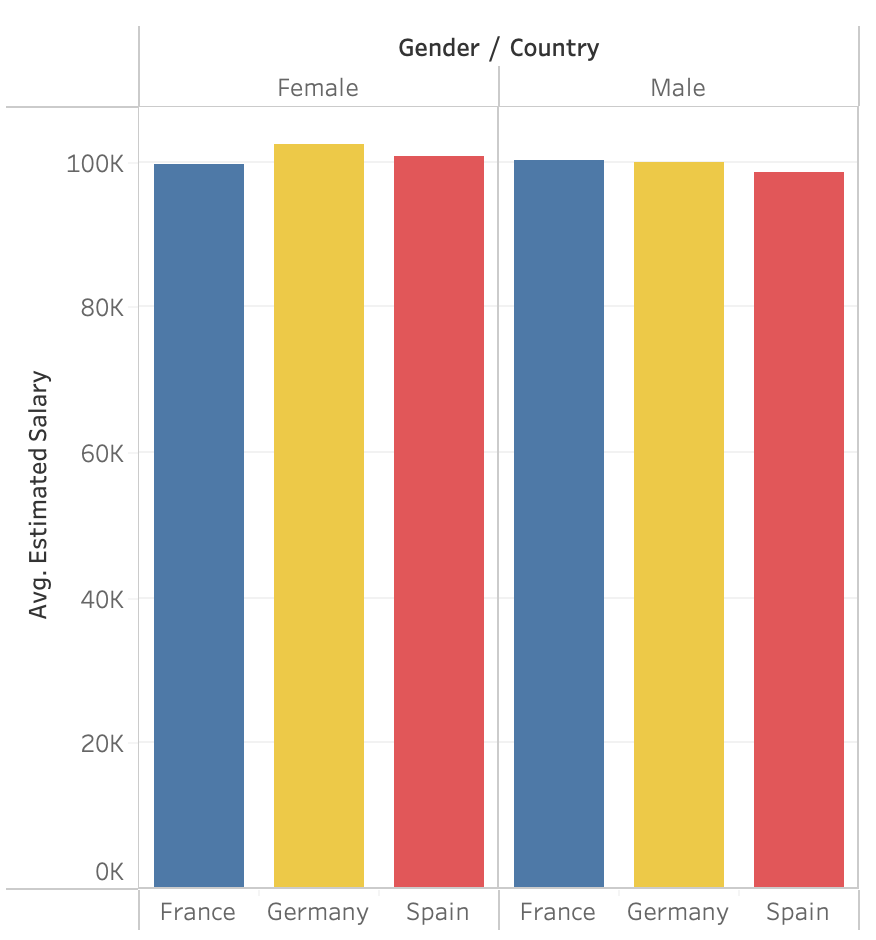 Gender / Country
Female Male
100K
80K
60K
40K
20K
0K
Avg. Estimated Salary
France Germany Spain France Germany Spain